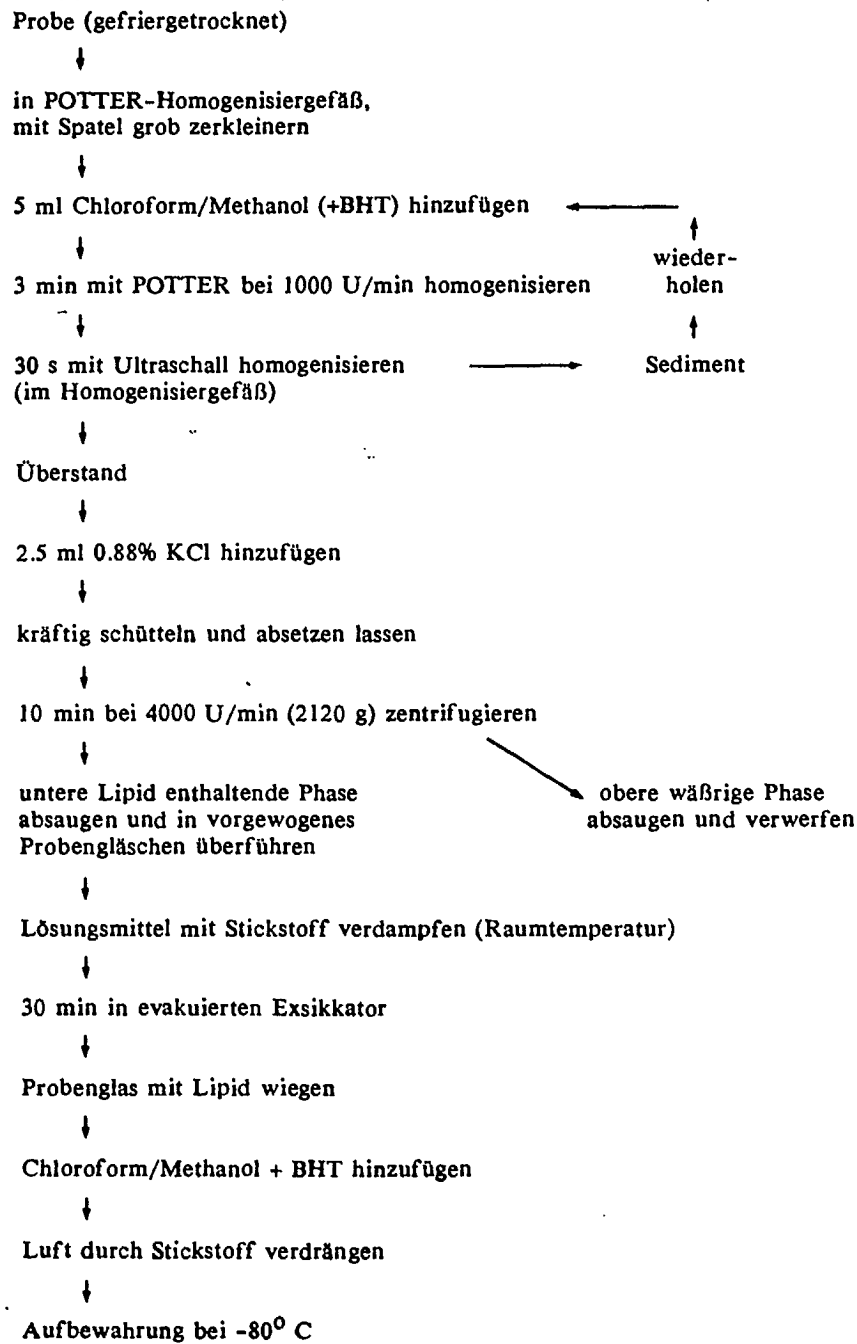 Probe (gefriergetrocknet)
in POTTER-Homogenisiergefäß,
mit Spatel grob zerkleinern
5 ml Chloroform/Methanol (+BHT) hinzufügen
wieder-
3 min mit POTTER bei 1000 U/min homogenisieren holen
30 s mit Ultraschall homogenisieren Sediment
(im Homogenisiergefäß)
Überstand
2.5 ml 0.88% KCl hinzufügen
kräftig schütteln und absetzen lassen
10 min bei 4000 U/min (2120 g) zentrifugieren
untere Lipid enthaltende Phase obere wäßrige Phase
absaugen und in vorgewogenes absaugen und verwerfen
Probengläschen überführen
Lösungsmittel mit Stickstoff verdampfen (Raumtemperatur)
30 min in evakuierten Exsikkator
Probenglas mit Lipid wiegen
Chloroform/Methanol + BHT hinzufügen
Luft durch Stickstoff verdrängen
Aufbewahrung bei -80⁰ C